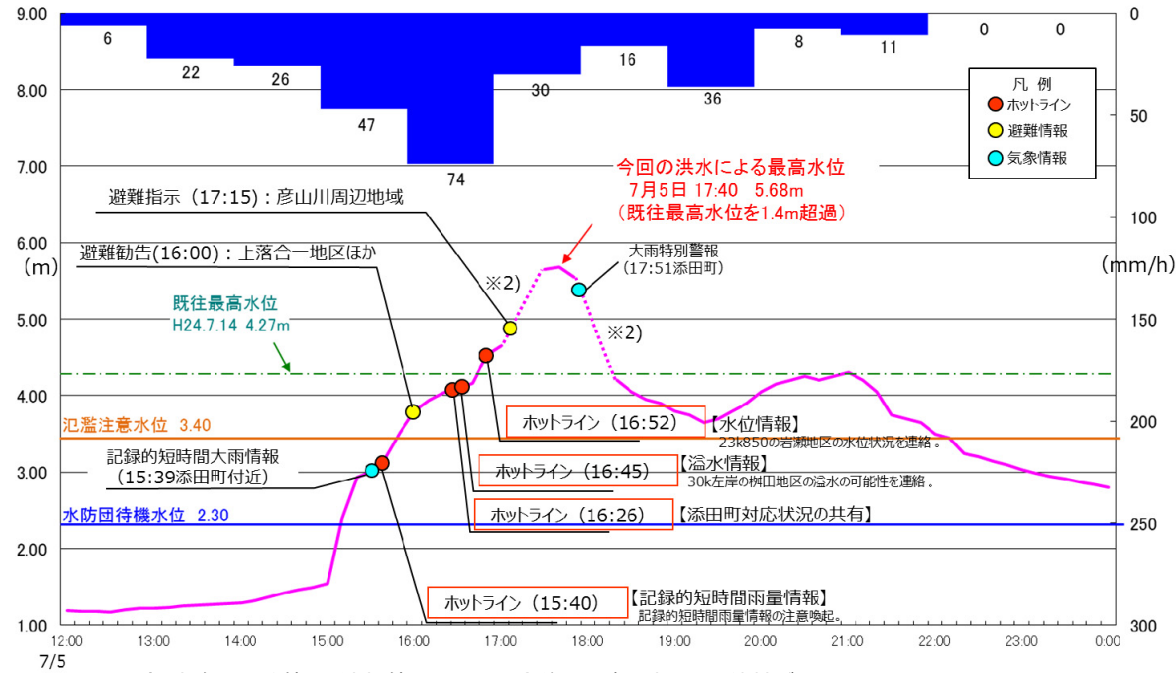 9.00
8.00
7.00
6.00
(m)
5.00
4.00
3.00
2.00
1.00
0
50
100
(mm/h)
150
200
250
300
6
22
26
47
74
30
16
36
8
11
0
0
凡 例
ホットライン
避難情報
気象情報
今回の洪水による最高水位
7月5日 17:40 5.68m
（既往最高水位を1.4m超過）
避難指示（17:15）：彦山川周辺地域
避難勧告(16:00)：上落合一地区ほか
大雨特別警報
（17:51添田町）
※2)
※2)
既往最高水位
H24.7.14 4.27m
氾濫注意水位 3.40
記録的短時間大雨情報
（15:39添田町付近）
水防団待機水位 2.30
ホットライン（16:52）
【水位情報】
23k850の岩瀬地区の水位状況を連絡。
ホットライン（16:45）
【溢水情報】
30k左岸の桝田地区の溢水の可能性を連絡。
ホットライン（16:26）
【添田町対応状況の共有】
ホットライン（15:40）
【記録的短時間雨量情報】
記録的短時間雨量情報の注意喚起。
12:00 13:00 14:00 15:00 16:00 17:00 18:00 19:00 20:00 21:00 22:00 23:00 0:00
7/5